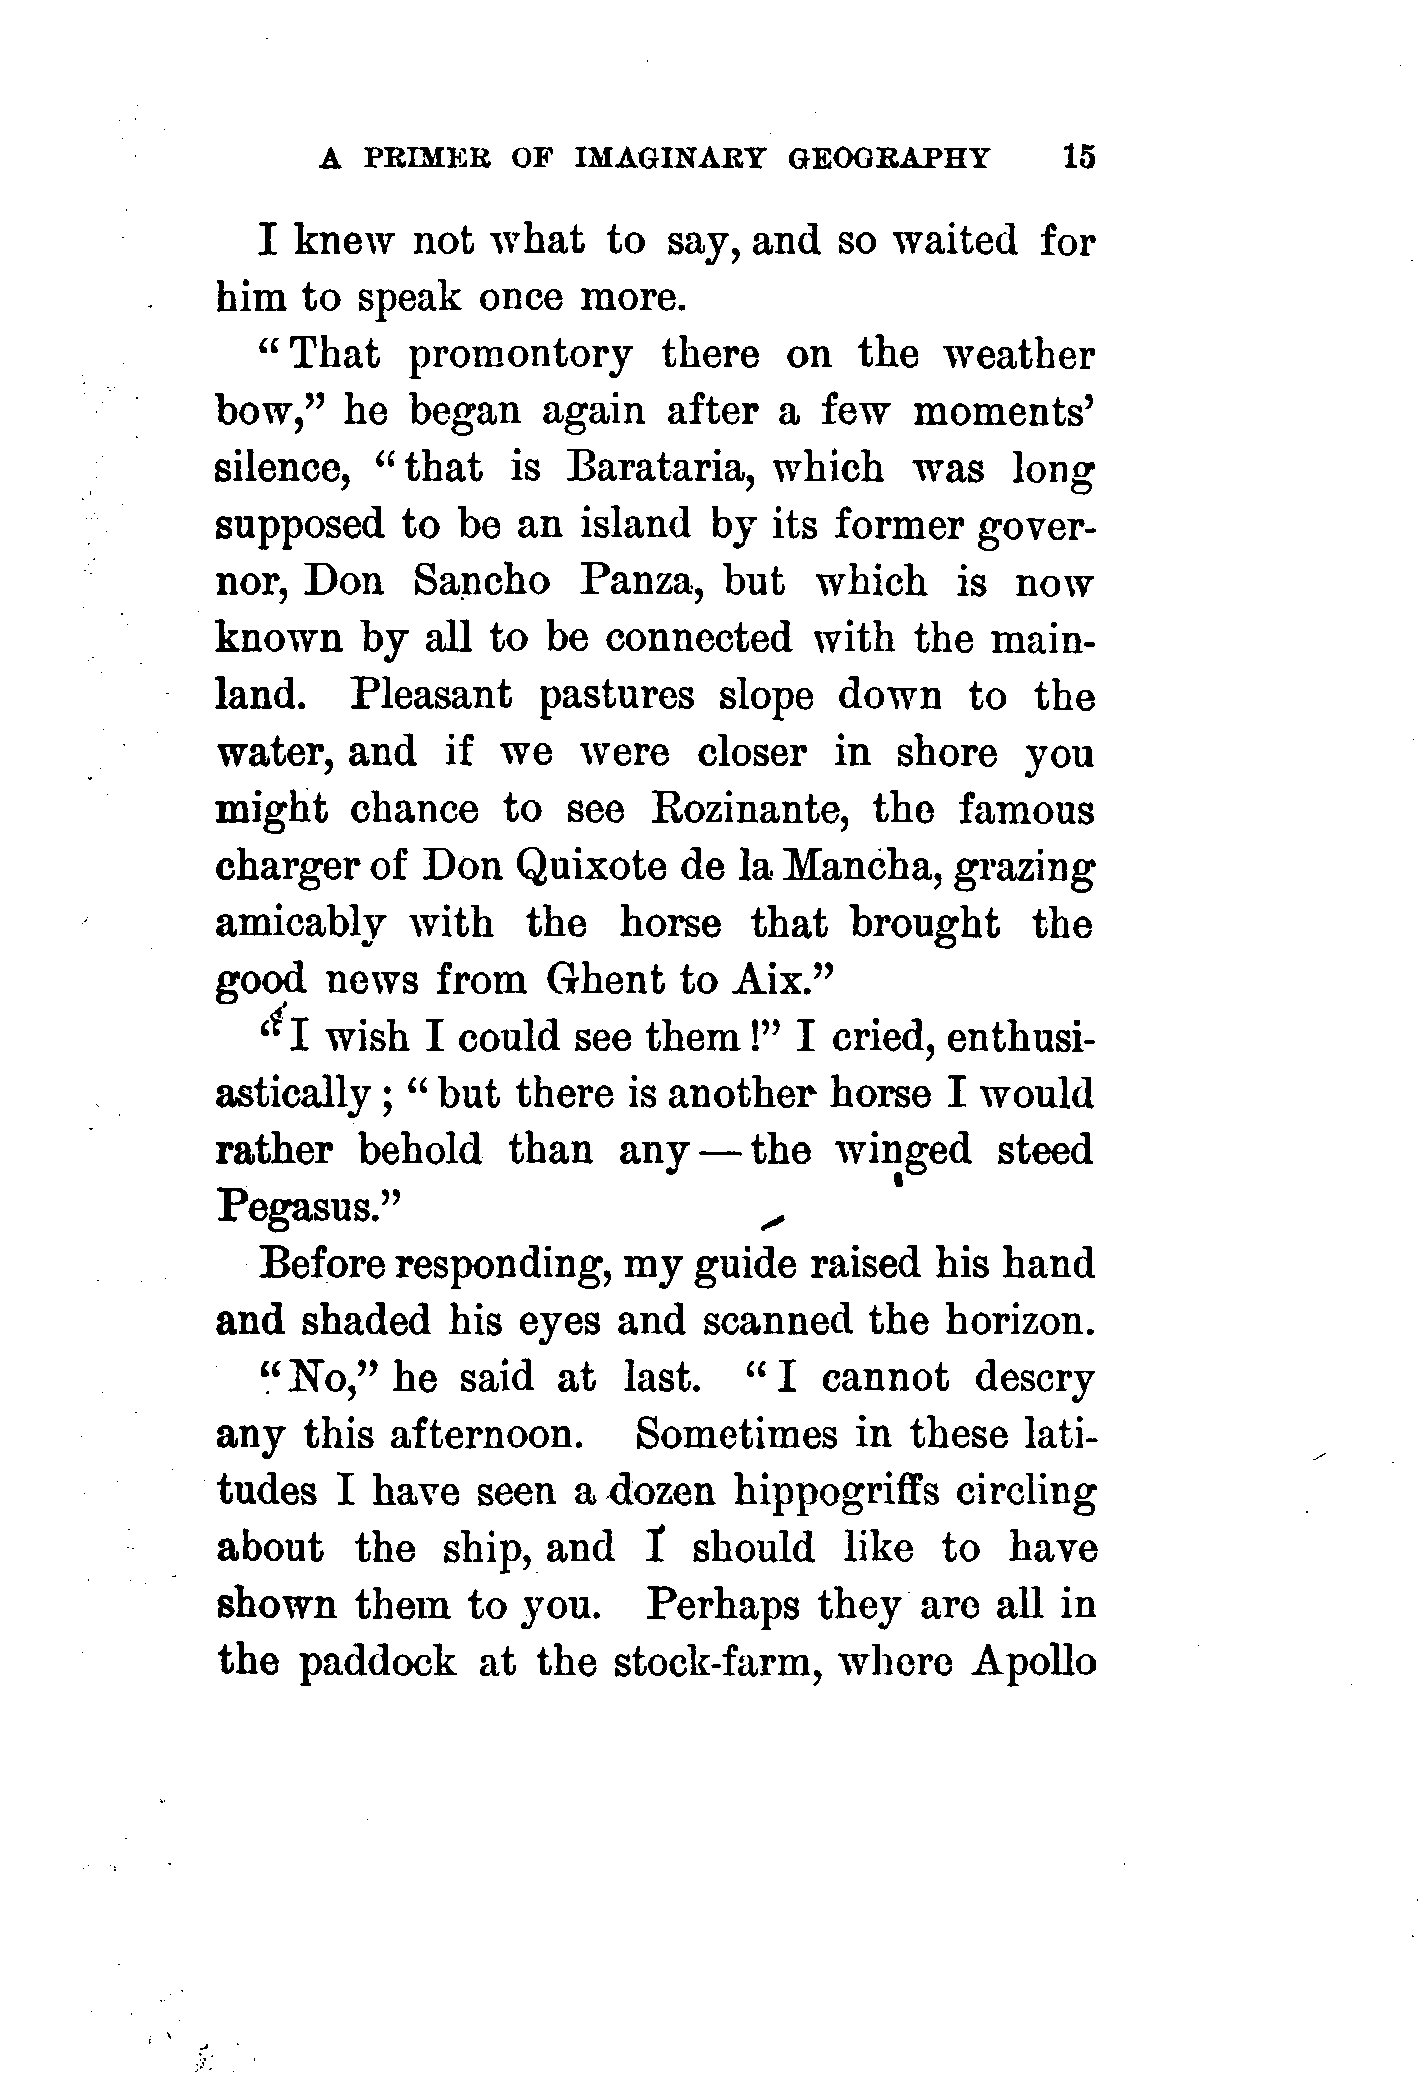 A PRIMER OF IMAGINARY GEOGRAPHY 15
I knew not what to say, and so waited for
him to speak once more.
“That promontory there on the weather
bow,” he began again after a few moments’
silence, “that is Barataria, which was long
supposed to be an island by its former gover-
nor, Don Sancho Panza, but which is now
known by all to be connected with the main-
land. Pleasant pastures slope down to the
water, and if we were closer in shore you
might chance to see Rozinante, the famous
charger of Don Quixote de la Mancha, grazing
amicably with the horse that brought the
good news from Ghent to Aix.”
“I wish I could see them!” I cried, enthusi-
astically; “but there is another horse I would
rather behold than any—the winged steed
Pegasus.”
Before responding, my guide raised his hand
and shaded his eyes and scanned the horizon.
“No,” he said at last. “I cannot descry
any this afternoon. Sometimes in these lati-
tudes I have seen a dozen hippogriffs circling
about the ship, and I should like to have
shown them to you. Perhaps they are all in
the paddock at the stock-farm, where Apollo